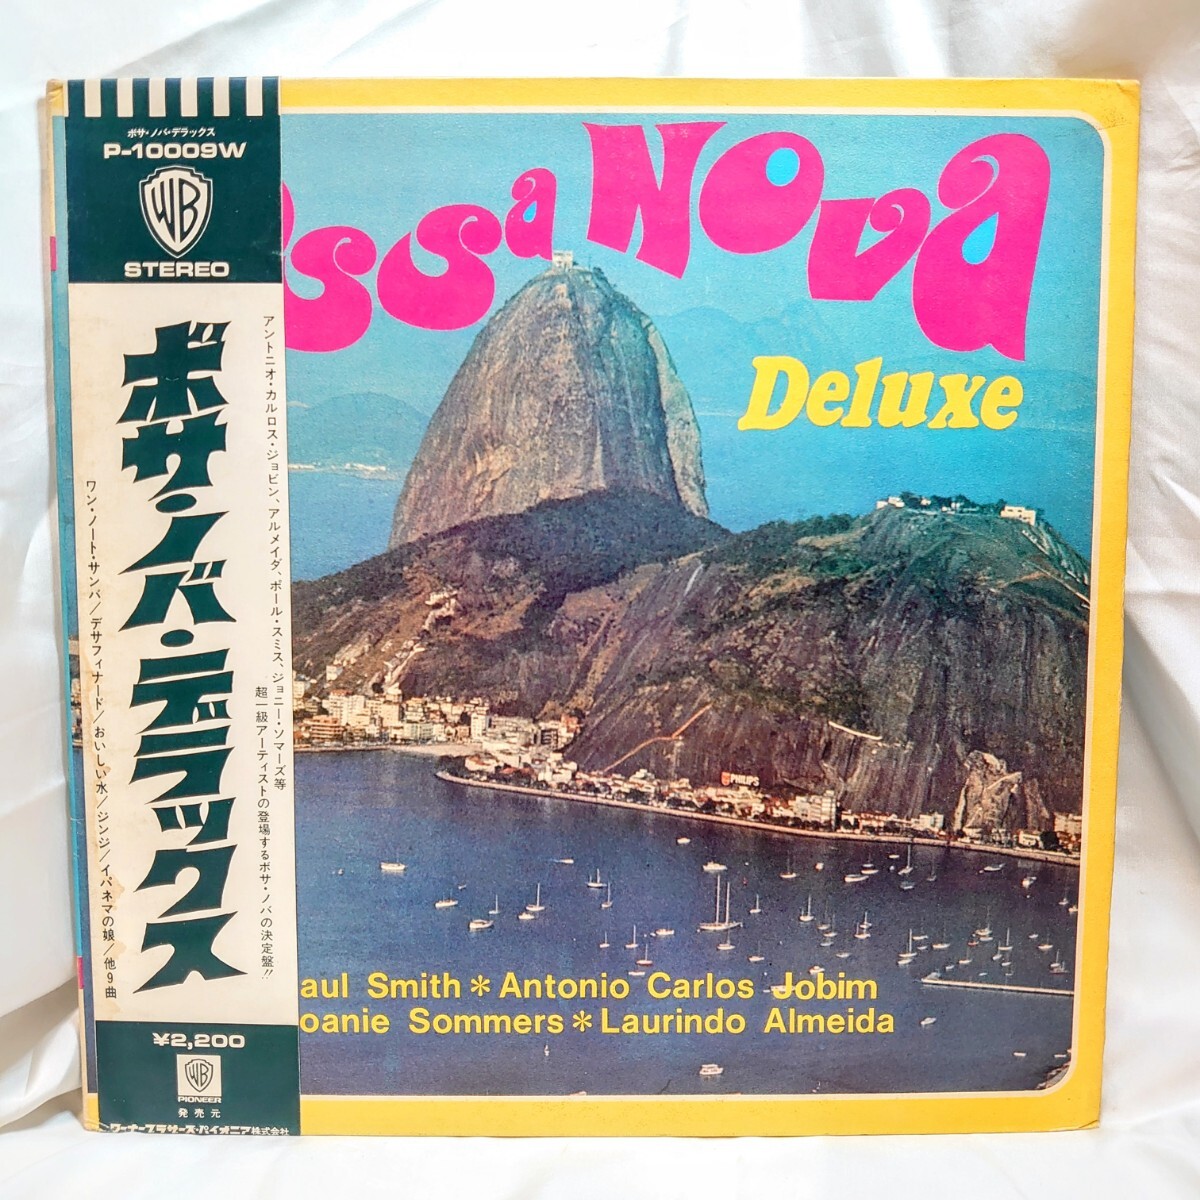 ボサ・ノバ・デラックス
P-10009W
WB
STEREO
ボサ・ノバ・デラックス
アントニオ・カルロス・ジョビン、アルメイダ、ポール・スミス、ジョニー・ソマーズ等
超一級アーティストの登場するボサ・ノバの決定盤!!
ワン・ノート・サンバ/デサフィナード/おいしい水/ジンジ/イパネマの娘/他9曲
¥2,200
WB
PIONEER
発売元
ワーナーブラザーズ・パイオニア株式会社
ssa Nova
Deluxe
PHILIPS
aul Smith * Antonio Carlos Jobim
oanie Sommers * Laurindo Almeida